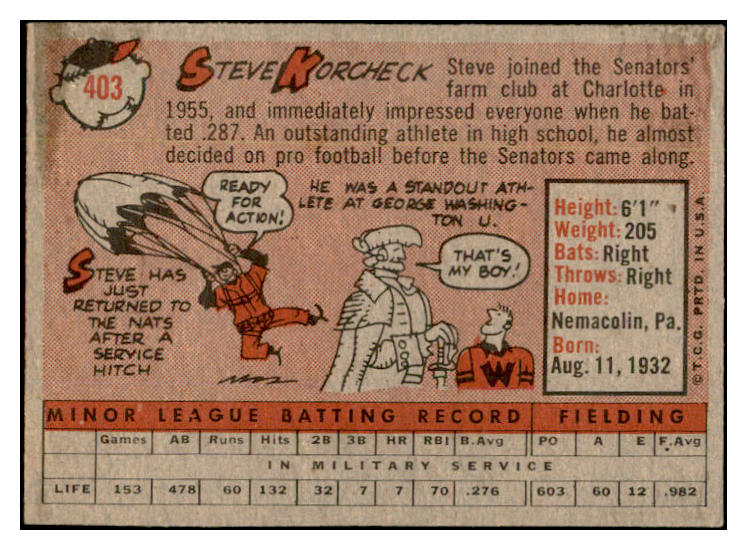 403
STEVE KORCHECK
Steve joined the Senators'
farm club at Charlotte in
1955, and immediately impressed everyone when he bat-
ted .287. An outstanding athlete in high school, he almost
decided on pro football before the Senators came along.
READY
FOR
ACTION!
HE WAS A STANDOUT ATH-
LETE AT GEORGE WASHING-
TON U.
THAT'S
MY BOY!
STEVE HAS
JUST
RETURNED TO
THE NATS
AFTER A
SERVICE
HITCH
W
Height: 6'1"
Weight: 205
Bats: Right
Throws: Right
Home:
Nemacolin, Pa.
Born:
Aug. 11, 1932
©T.C.G. PRTD. IN U.S.A.
MINOR LEAGUE BATTING RECORD FIELDING
Games AB Runs Hits 2B 3B HR RBI B.Avg PO A E F.Avg
IN MILITARY SERVICE
LIFE 153 478 60 132 32 7 7 70 .276 603 60 12 .982